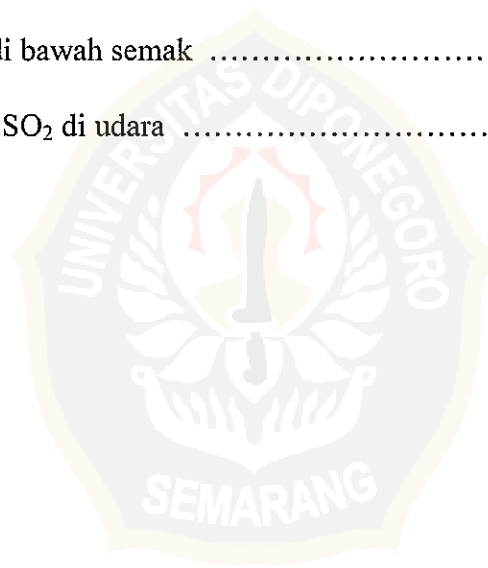 di bawah semak ...........................
SO₂ di udara ..............................
UNIVERSITAS DIPONEGORO
SEMARANG